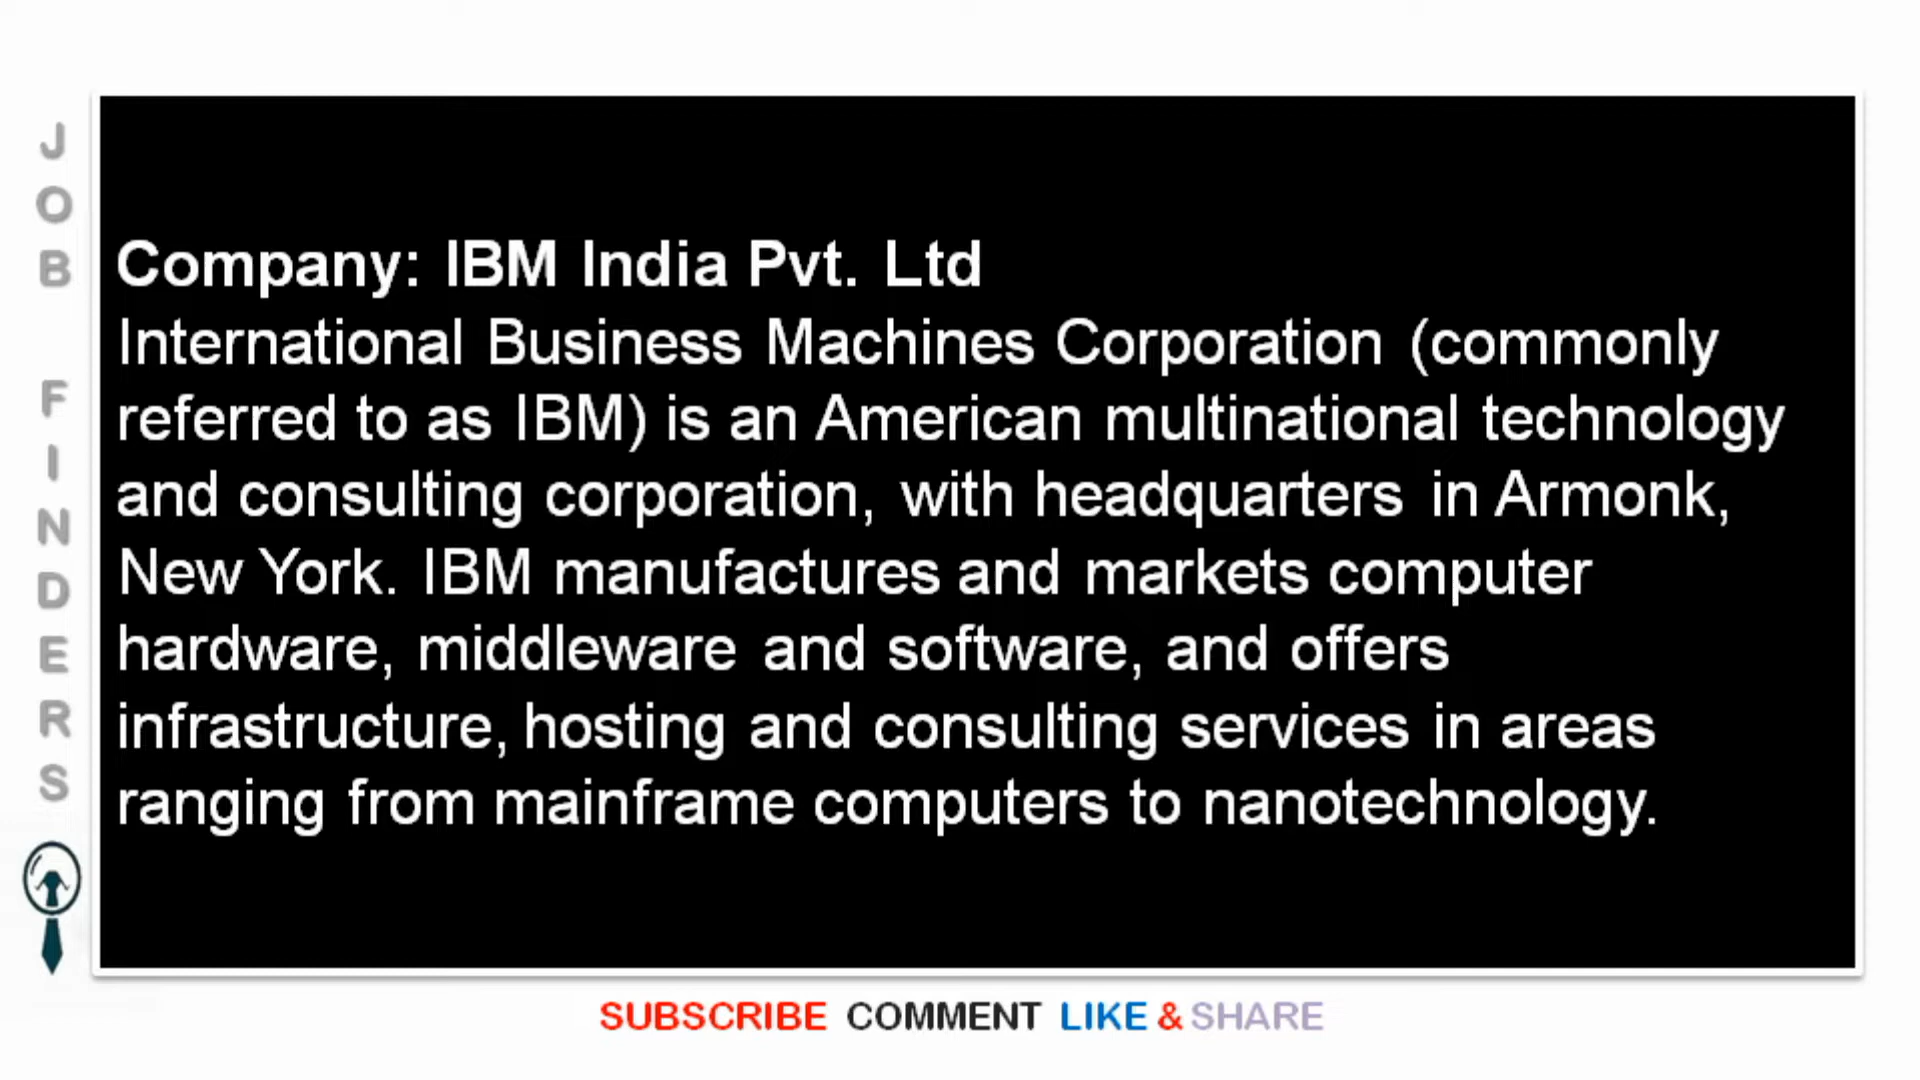 JOB FINDERS
Company: IBM India Pvt. Ltd
International Business Machines Corporation (commonly
referred to as IBM) is an American multinational technology
and consulting corporation, with headquarters in Armonk,
New York. IBM manufactures and markets computer
hardware, middleware and software, and offers
infrastructure, hosting and consulting services in areas
ranging from mainframe computers to nanotechnology.
SUBSCRIBE COMMENT LIKE & SHARE